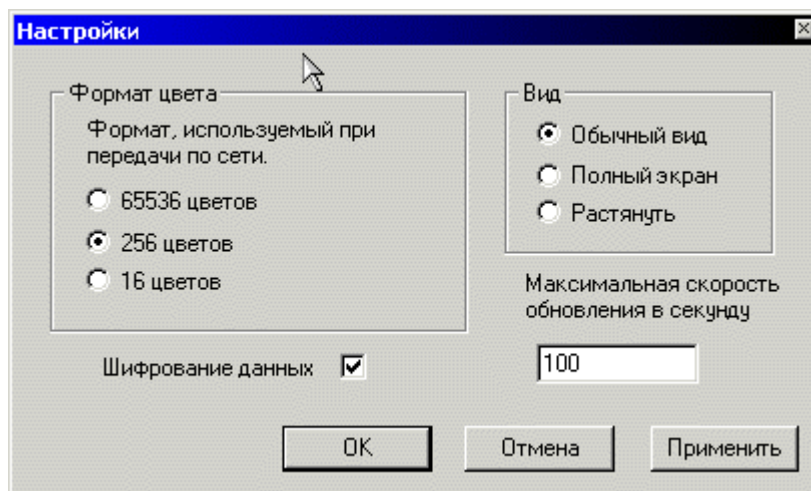 Настройки
Формат цвета
Формат, используемый при
передачи по сети.
65536 цветов
256 цветов
16 цветов
Шифрование данных
Вид
Обычный вид
Полный экран
Растянуть
Максимальная скорость
обновления в секунду
100
OK
Отмена
Применить